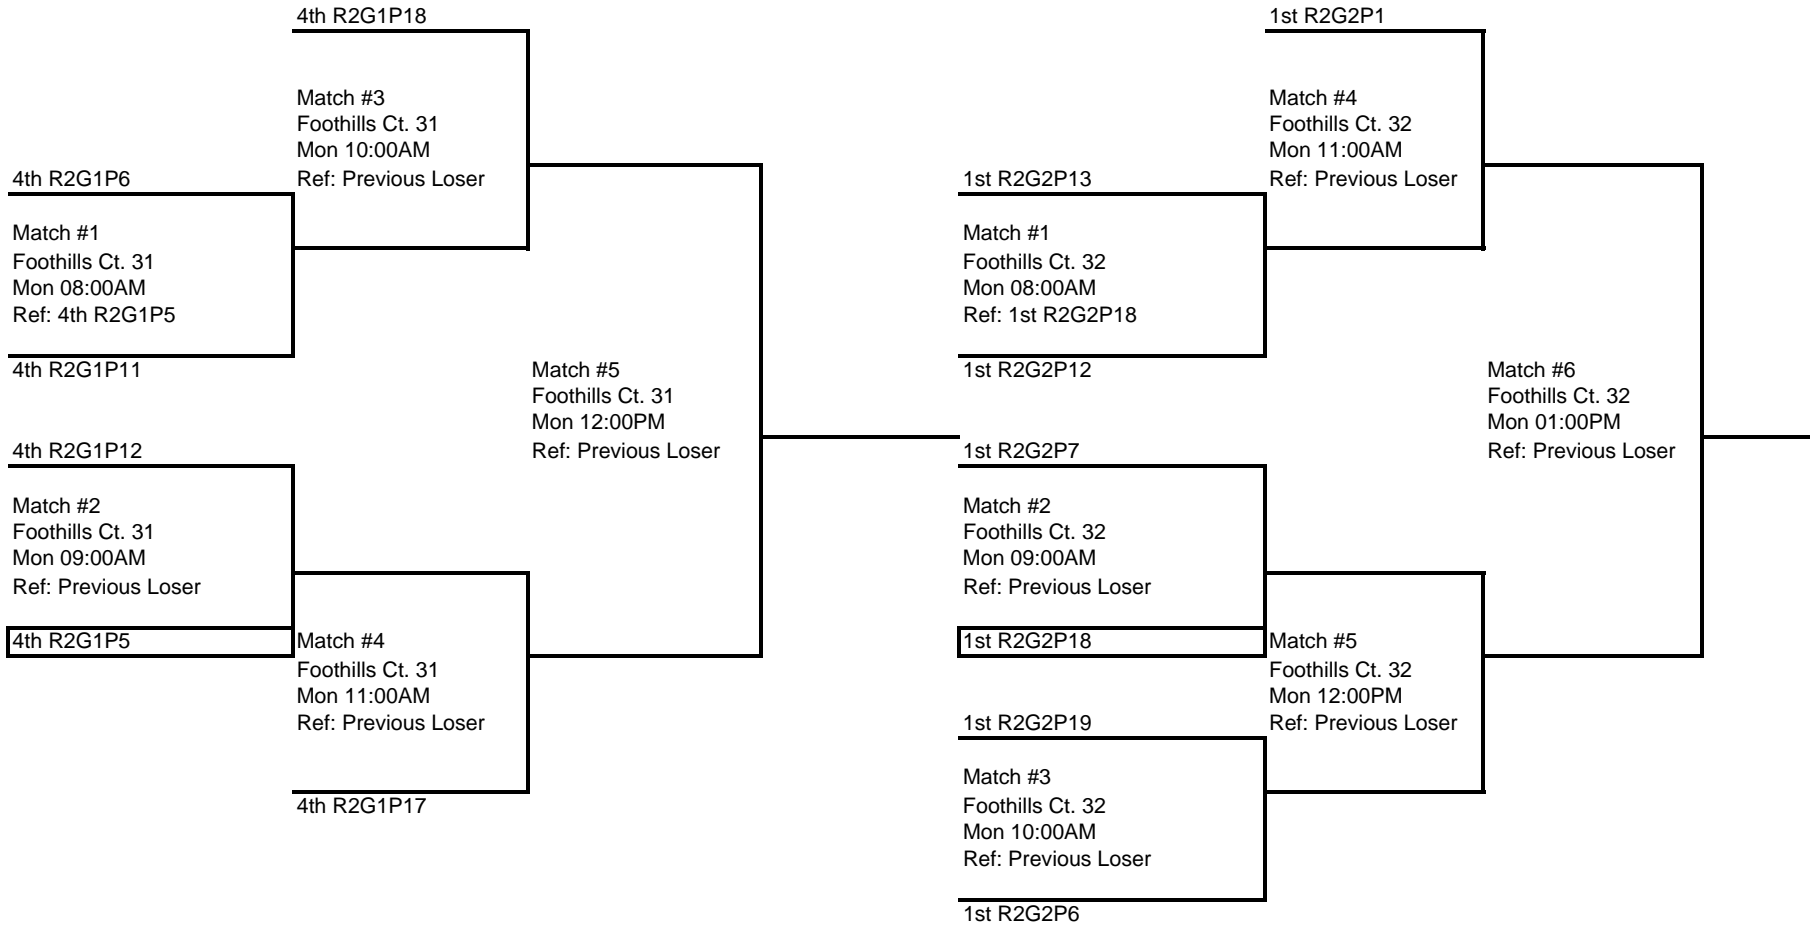 4th R2G1P18
Match #3
Foothills Ct. 31
Mon 10:00AM
Ref: Previous Loser
4th R2G1P6
Match #1
Foothills Ct. 31
Mon 08:00AM
Ref: 4th R2G1P5
4th R2G1P11
Match #5
Foothills Ct. 31
Mon 12:00PM
Ref: Previous Loser
4th R2G1P12
Match #2
Foothills Ct. 31
Mon 09:00AM
Ref: Previous Loser
4th R2G1P5
Match #4
Foothills Ct. 31
Mon 11:00AM
Ref: Previous Loser
4th R2G1P17
1st R2G2P1
Match #4
Foothills Ct. 32
Mon 11:00AM
Ref: Previous Loser
1st R2G2P13
Match #1
Foothills Ct. 32
Mon 08:00AM
Ref: 1st R2G2P18
1st R2G2P12
Match #6
Foothills Ct. 32
Mon 01:00PM
Ref: Previous Loser
1st R2G2P7
Match #2
Foothills Ct. 32
Mon 09:00AM
Ref: Previous Loser
1st R2G2P18
Match #5
Foothills Ct. 32
Mon 12:00PM
Ref: Previous Loser
1st R2G2P19
Match #3
Foothills Ct. 32
Mon 10:00AM
Ref: Previous Loser
1st R2G2P6